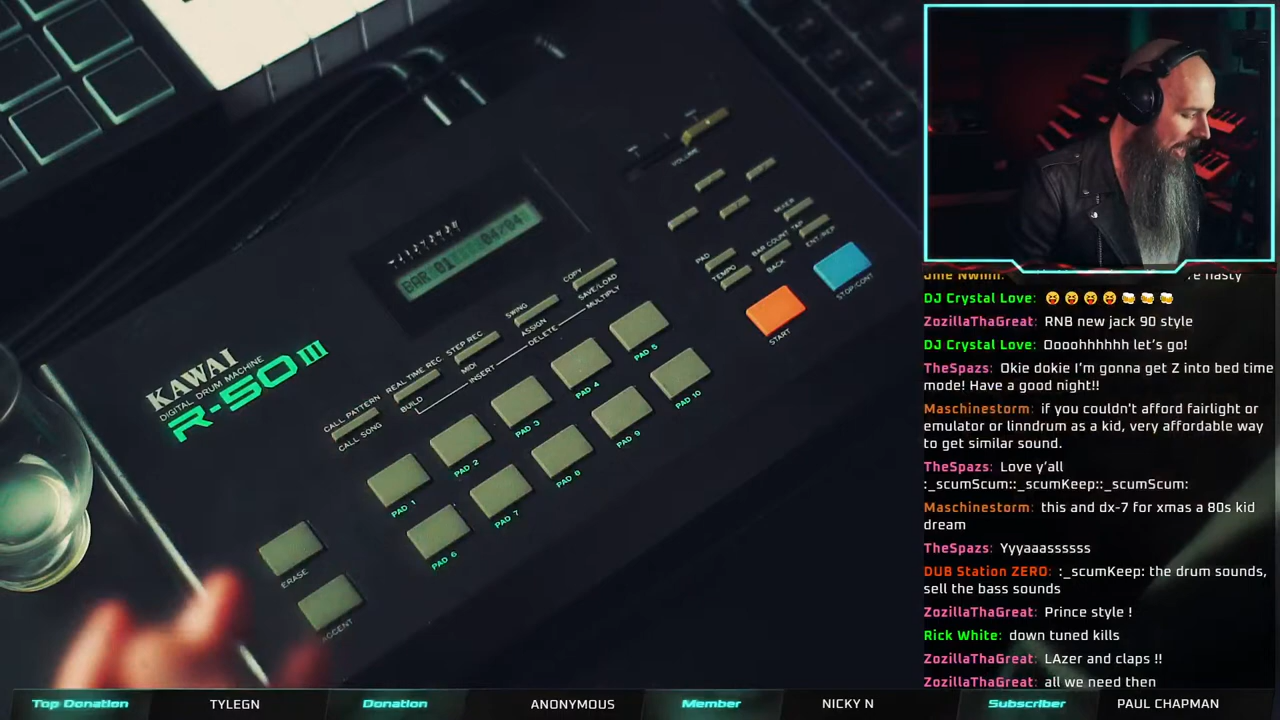 VOLUME
BAR 01 04/04
MIXER
BAR COUNT TAP
ENT/REP
PAD
BACK
TEMPO
STOP/CONT
START
COPY
SAVE/LOAD
SWING
ASSIGN
DELETE
MULTIPLY
STEP REC
MIDI
REAL TIME REC
INSERT
BUILD
CALL PATTERN
CALL SONG
KAWAI
DIGITAL DRUM MACHINE
R-50III
PAD 1
PAD 2
PAD 3
PAD 4
PAD 5
PAD 6
PAD 7
PAD 8
PAD 9
PAD 10
ERASE
ACCENT
DJ Crystal Love: 😝😝😝😝🍻🍻🍻
ZozillaThaGreat: RNB new jack 90 style
DJ Crystal Love: Oooohhhhhh let's go!
TheSpazs: Okie dokie I'm gonna get Z into bed time
mode! Have a good night!!
Maschinestorm: if you couldn't afford fairlight or
emulator or linndrum as a kid, very affordable way
to get similar sound.
TheSpazs: Love y'all
:_scumScum::_scumKeep::_scumScum:
Maschinestorm: this and dx-7 for xmas a 80s kid
dream
TheSpazs: Yyyaaassssss
DUB Station ZERO: :_scumKeep: the drum sounds,
sell the bass sounds
ZozillaThaGreat: Prince style !
Rick White: down tuned kills
ZozillaThaGreat: LAzer and claps !!
ZozillaThaGreat: all we need then
Top Donation TYLEGN Donation ANONYMOUS Member NICKY N Subscriber PAUL CHAPMAN